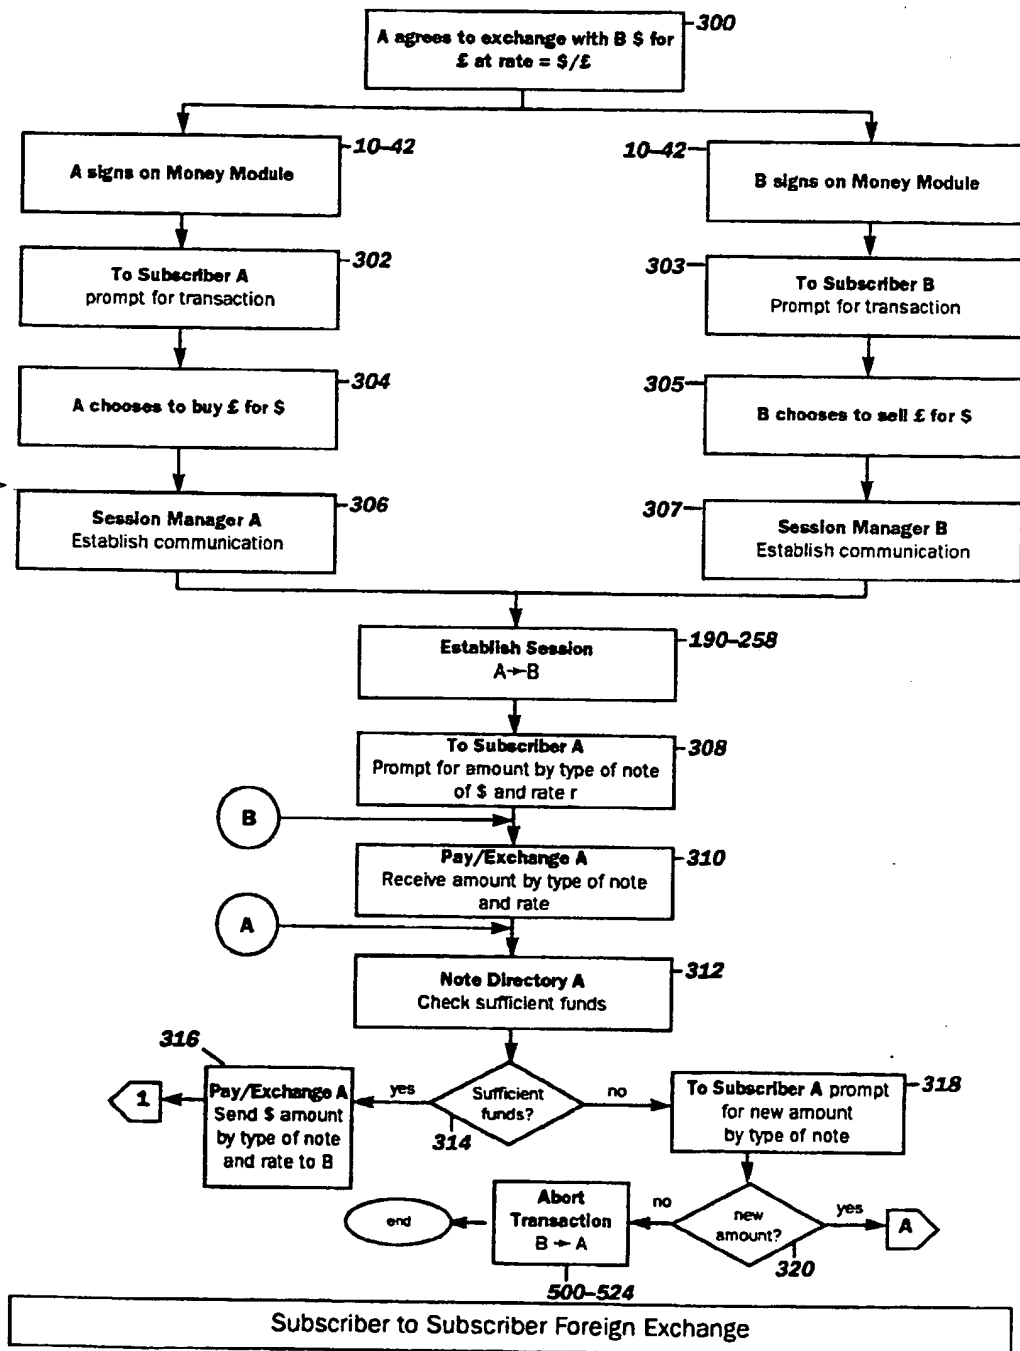 300
A agrees to exchange with B $ for
£ at rate = $/£
10–42
A signs on Money Module
10–42
B signs on Money Module
302
To Subscriber A
prompt for transaction
303
To Subscriber B
Prompt for transaction
304
A chooses to buy £ for $
305
B chooses to sell £ for $
306
Session Manager A
Establish communication
307
Session Manager B
Establish communication
190–258
Establish Session
A→B
308
To Subscriber A
Prompt for amount by type of note
of $ and rate r
B
310
Pay/Exchange A
Receive amount by type of note
and rate
A
312
Note Directory A
Check sufficient funds
316
1
Pay/Exchange A
Send $ amount
by type of note
and rate to B
yes
Sufficient
funds?
314
no
318
To Subscriber A prompt
for new amount
by type of note
end
Abort
Transaction
B → A
500–524
no
new
amount?
320
yes
A
Subscriber to Subscriber Foreign Exchange